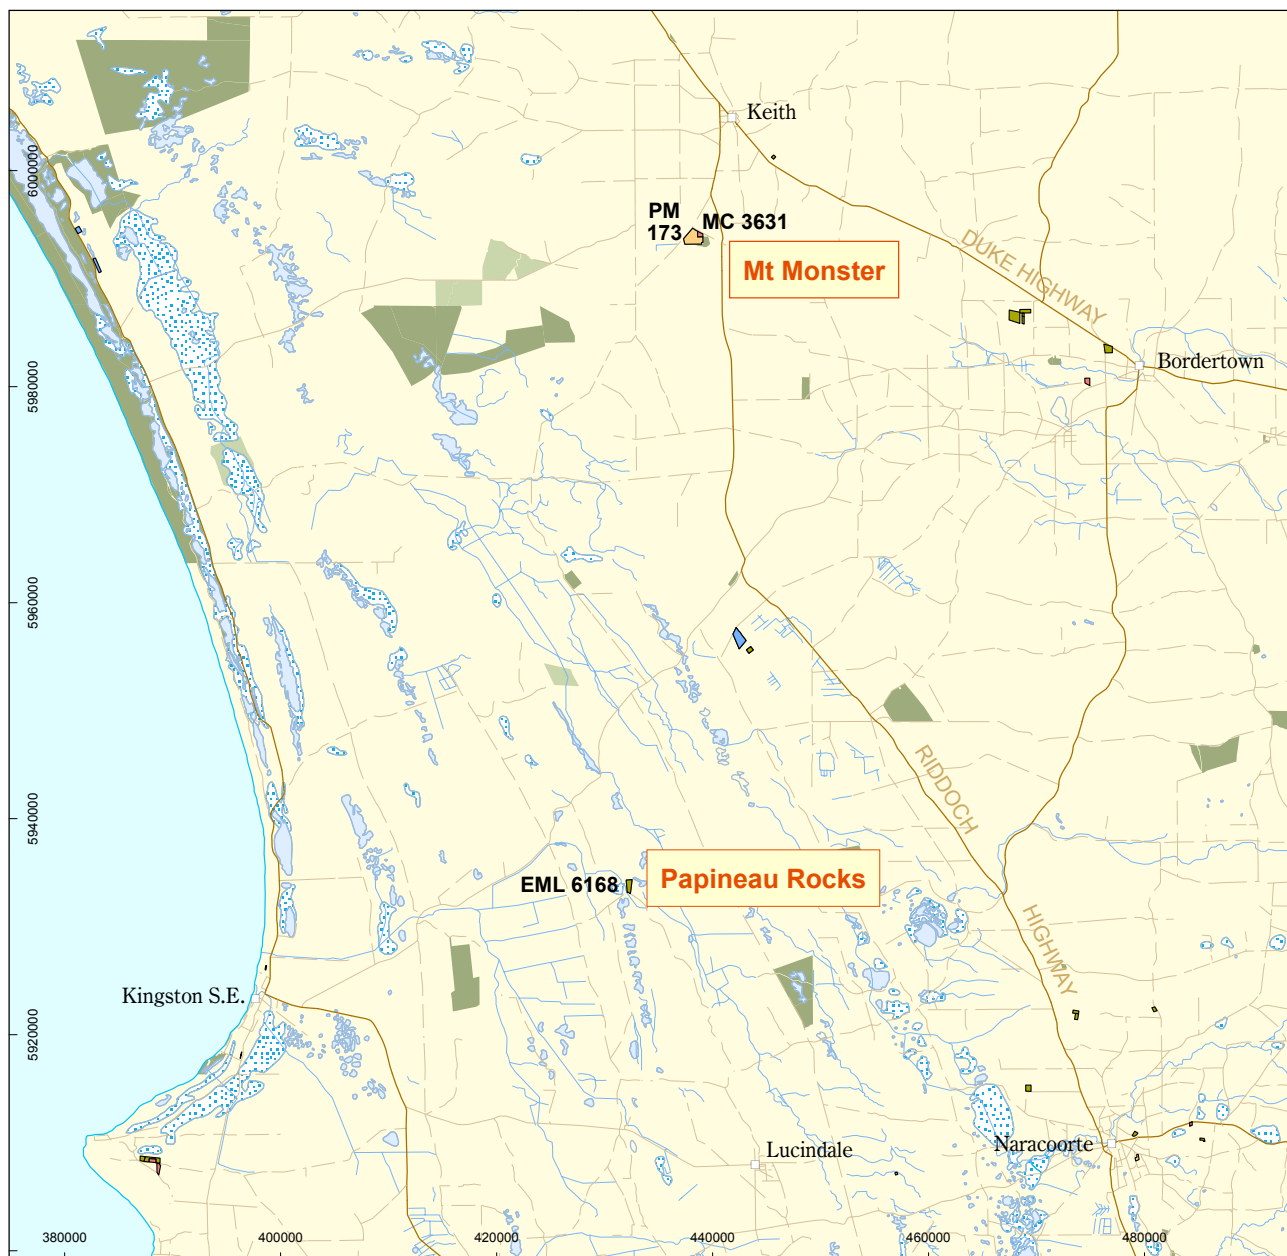 Keith
6000000
PM
173
MC 3631
Mt Monster
DUKE HIGHWAY
Bordertown
5980000
5960000
RIDDOCH
HIGHWAY
5940000
EML 6168
Papineau Rocks
Kingston S.E.
5920000
Lucindale
Naracoorte
380000
400000
420000
440000
460000
480000